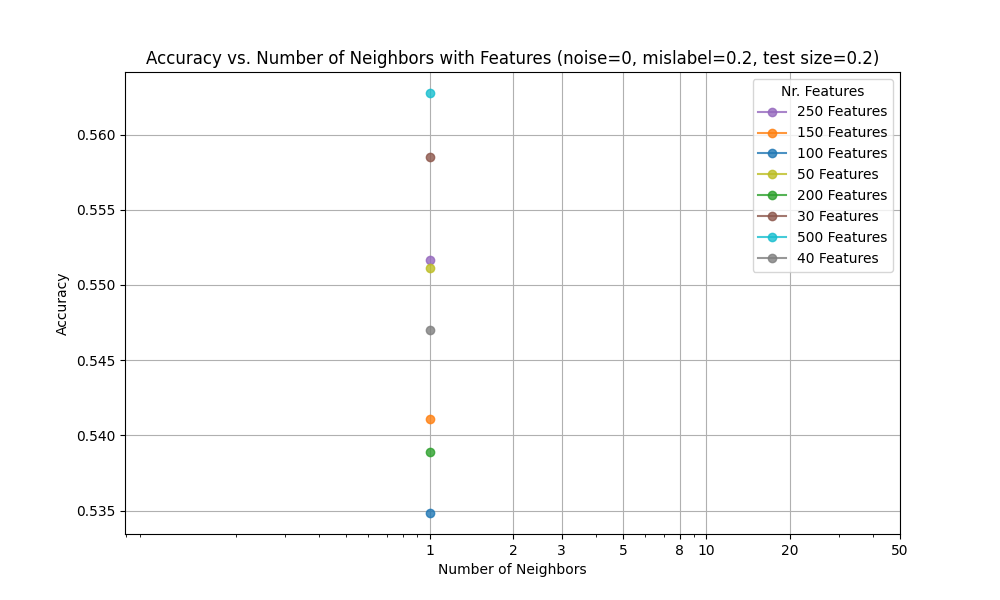 Accuracy vs. Number of Neighbors with Features (noise=0, mislabel=0.2, test size=0.2)
Nr. Features
250 Features
150 Features
100 Features
50 Features
200 Features
30 Features
500 Features
40 Features
Accuracy
0.560
0.555
0.550
0.545
0.540
0.535
1 2 3 5 8 10 20 50
Number of Neighbors